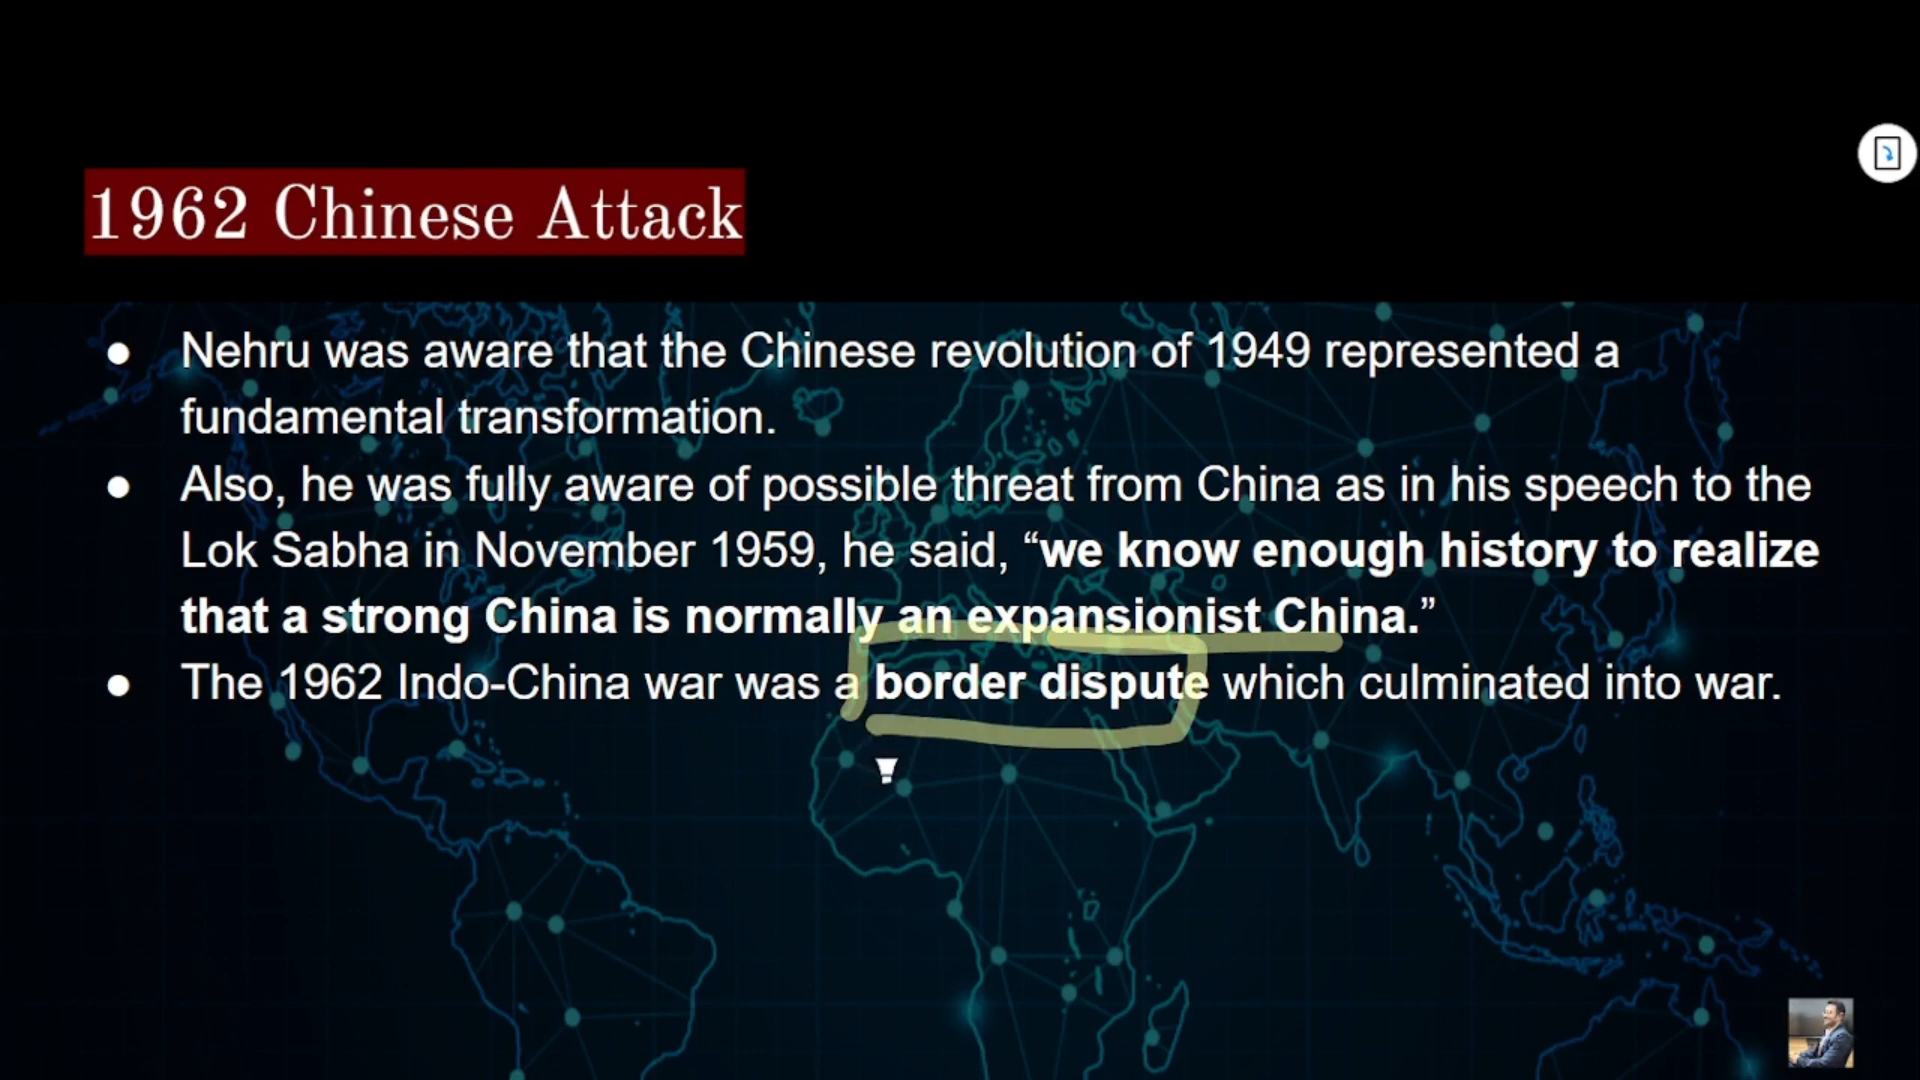 1962 Chinese Attack
● Nehru was aware that the Chinese revolution of 1949 represented a
fundamental transformation.
● Also, he was fully aware of possible threat from China as in his speech to the
Lok Sabha in November 1959, he said, “we know enough history to realize
that a strong China is normally an expansionist China.”
● The 1962 Indo-China war was a border dispute which culminated into war.